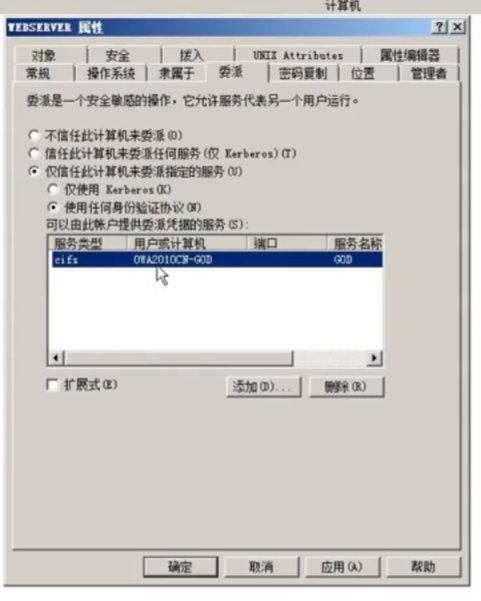 计算机
WEBSERVER 属性
对象 安全 拨入 UNIX Attributes 属性编辑器
常规 操作系统 隶属于 委派 密码复制 位置 管理者
委派是一个安全敏感的操作，它允许服务代表另一个用户运行。
不信任此计算机来委派(O)
信任此计算机来委派任何服务(仅 Kerberos)(T)
仅信任此计算机来委派指定的服务(U)
仅使用 Kerberos(K)
使用任何身份验证协议(N)
可以由此帐户提供委派凭据的服务(S):
服务类型 用户或计算机 端口 服务名称
cifs OWA2010CN-GOD GOD
扩展式(E) 添加(D)... 删除(R)
确定 取消 应用(A) 帮助